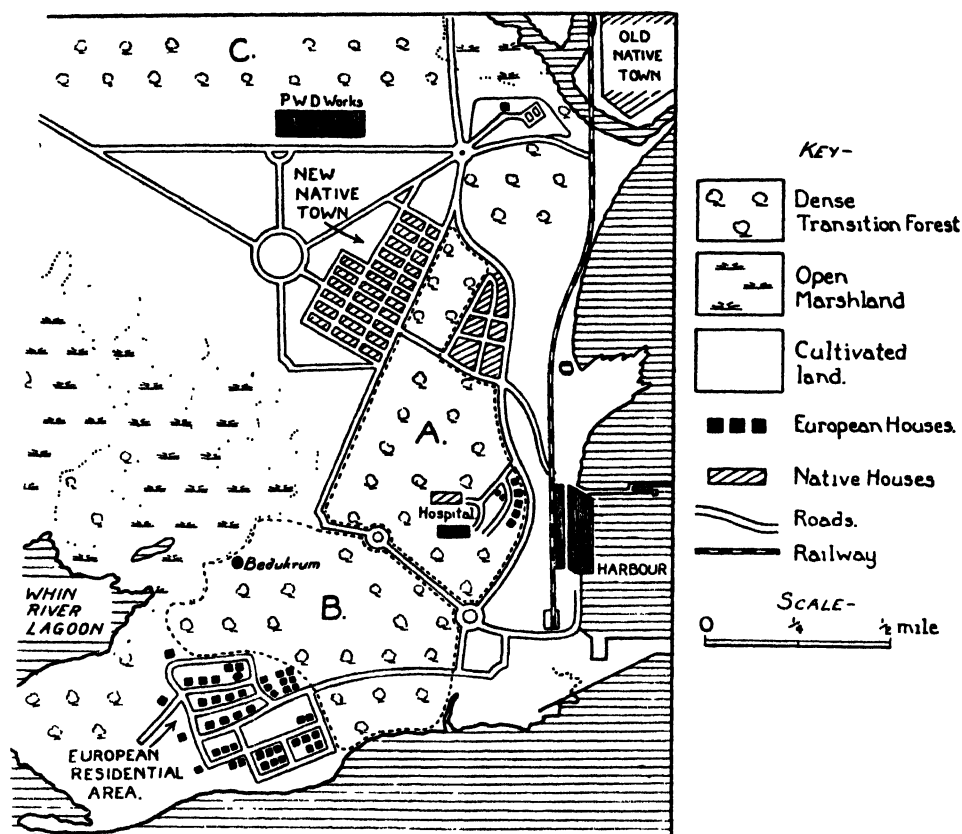 C.
OLD
NATIVE
TOWN
PWD Works
NEW
NATIVE
TOWN
A.
Hospital
HARBOUR
Bedukrum
WHIN
RIVER
LAGOON
B.
EUROPEAN
RESIDENTIAL
AREA.
KEY-
Dense
Transition Forest
Open
Marshland
Cultivated
land.
European Houses.
Native Houses
Roads.
Railway
SCALE-
0 1/4 1/2 mile